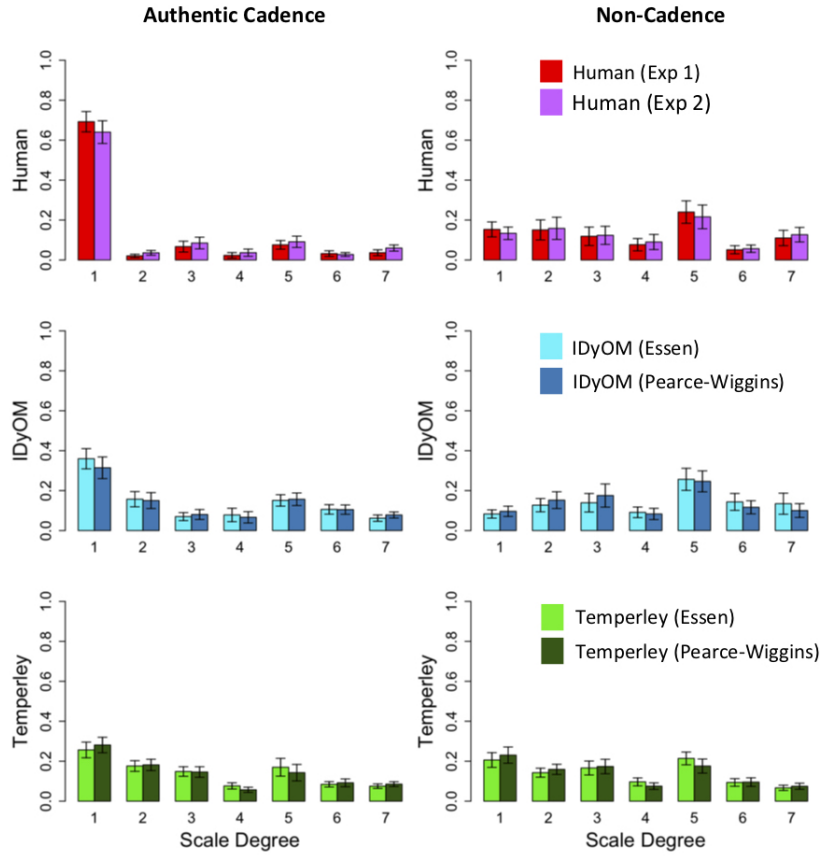 Authentic Cadence
Non-Cadence
Human
0.0 0.2 0.4 0.6 0.8 1.0
1 2 3 4 5 6 7
Human
0.0 0.2 0.4 0.6 0.8 1.0
Human (Exp 1)
Human (Exp 2)
1 2 3 4 5 6 7
IDyOM
0.0 0.2 0.4 0.6 0.8 1.0
1 2 3 4 5 6 7
IDyOM
0.0 0.2 0.4 0.6 0.8 1.0
IDyOM (Essen)
IDyOM (Pearce-Wiggins)
1 2 3 4 5 6 7
Temperley
0.0 0.2 0.4 0.6 0.8 1.0
1 2 3 4 5 6 7
Scale Degree
Temperley
0.0 0.2 0.4 0.6 0.8 1.0
Temperley (Essen)
Temperley (Pearce-Wiggins)
1 2 3 4 5 6 7
Scale Degree